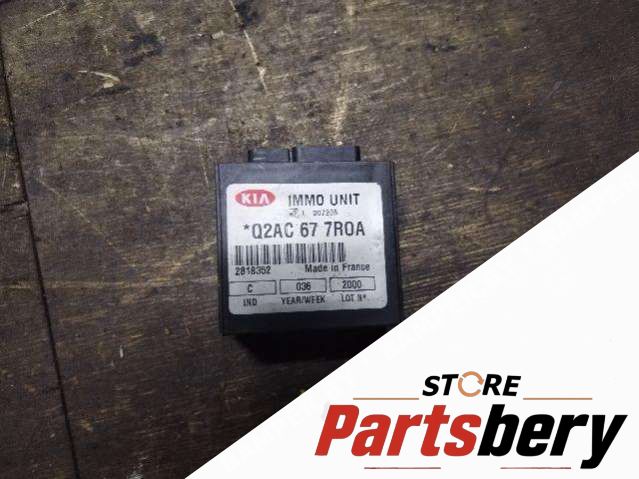 KIA IMMO UNIT
*Q2AC 67 7R0A
2818352 Made in France
C 036 2000
IND YEAR/WEEK LOT N°
STORE
Partsbery